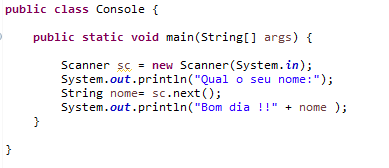 public class Console {
public static void main(String[] args) {
Scanner sc = new Scanner(System.in);
System.out.println("Qual o seu nome:");
String nome= sc.next();
System.out.println("Bom dia !!" + nome );
}
}